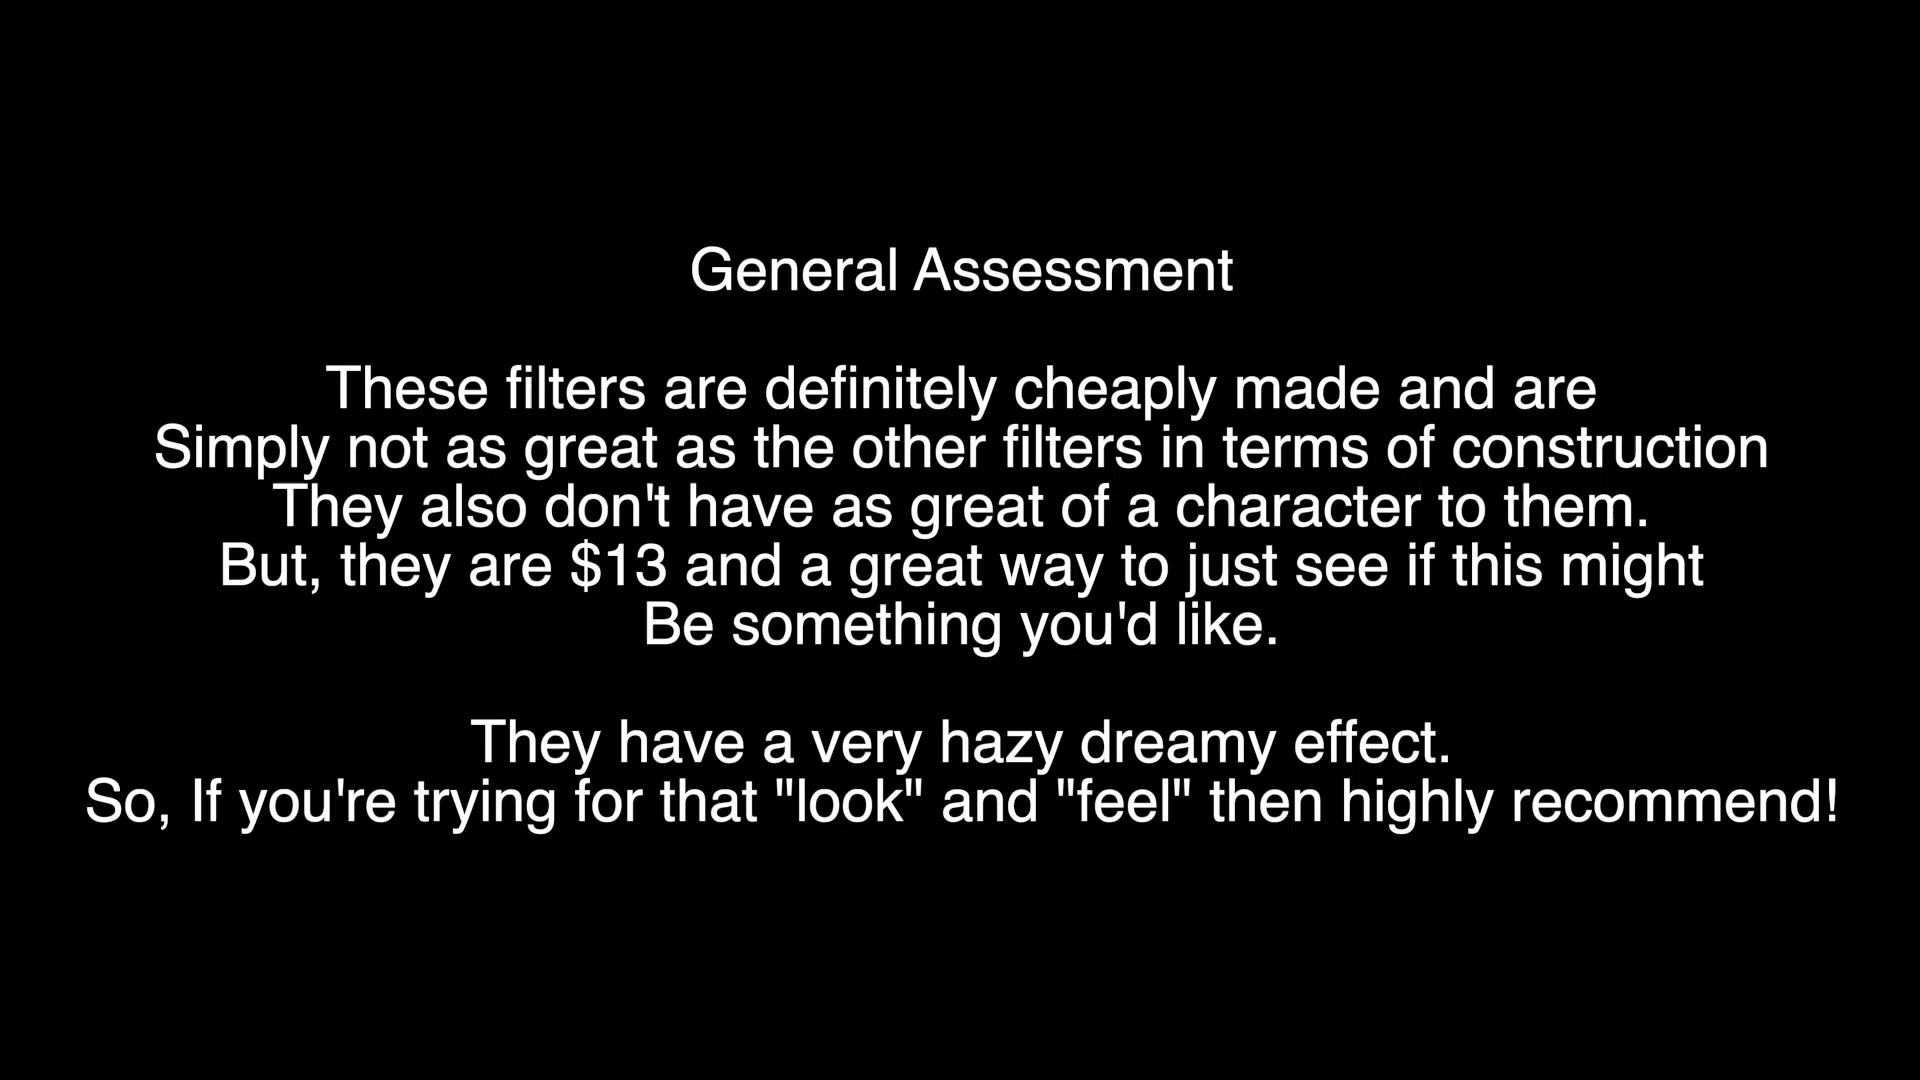 General Assessment
These filters are definitely cheaply made and are
Simply not as great as the other filters in terms of construction
They also don't have as great of a character to them.
But, they are $13 and a great way to just see if this might
Be something you'd like.
They have a very hazy dreamy effect.
So, If you're trying for that "look" and "feel" then highly recommend!